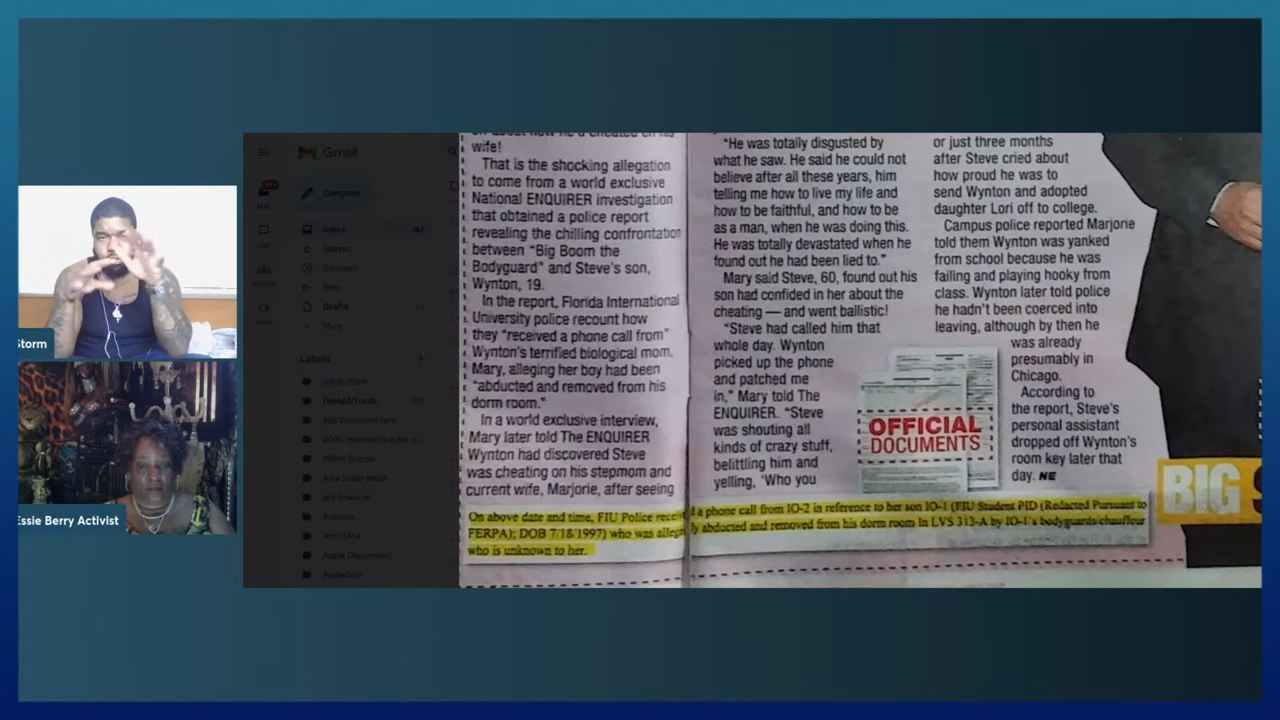 Storm
Essie Berry Activist
Gmail
Compose
Inbox
Starred
Sent
Drafts
More
Labels
Amazon
Apple Documents
wife!
That is the shocking allegation
to come from a world exclusive
National ENQUIRER investigation
that obtained a police report
revealing the chilling confrontation
between "Big Boom the
Bodyguard" and Steve's son,
Wynton, 19.
In the report, Florida International
University police recount how
they "received a phone call from"
Wynton's terrified biological mom,
Mary, alleging her boy had been
"abducted and removed from his
dorm room."
In a world exclusive interview,
Mary later told The ENQUIRER
Wynton had discovered Steve
was cheating on his stepmom and
current wife, Marjorie, after seeing
"He was totally disgusted by
what he saw. He said he could not
believe after all these years, him
telling me how to live my life and
how to be faithful, and how to be
as a man, when he was doing this.
He was totally devastated when he
found out he had been lied to."
Mary said Steve, 60, found out his
son had confided in her about the
cheating — and went ballistic!
"Steve had called him that
whole day. Wynton
picked up the phone
and patched me
in," Mary told The
ENQUIRER. "Steve
was shouting all
kinds of crazy stuff,
belittling him and
yelling, 'Who you
or just three months
after Steve cried about
how proud he was to
send Wynton and adopted
daughter Lori off to college.
Campus police reported Marjorie
told them Wynton was yanked
from school because he was
failing and playing hooky from
class. Wynton later told police
he hadn't been coerced into
leaving, although by then he
was already
presumably in
Chicago.
According to
the report, Steve's
personal assistant
dropped off Wynton's
room key later that
day. NE
OFFICIAL
DOCUMENTS
BIG
On above date and time, FIU Police receiv d a phone call from IO-2 in reference to her son IO-1 (FIU Student PID (Redacted Pursuant to
FERPA); DOB 7/18/1997) who was alleg ly abducted and removed from his dorm room in LVS 313-A by IO-1's bodyguards/chauffour
who is unknown to her.